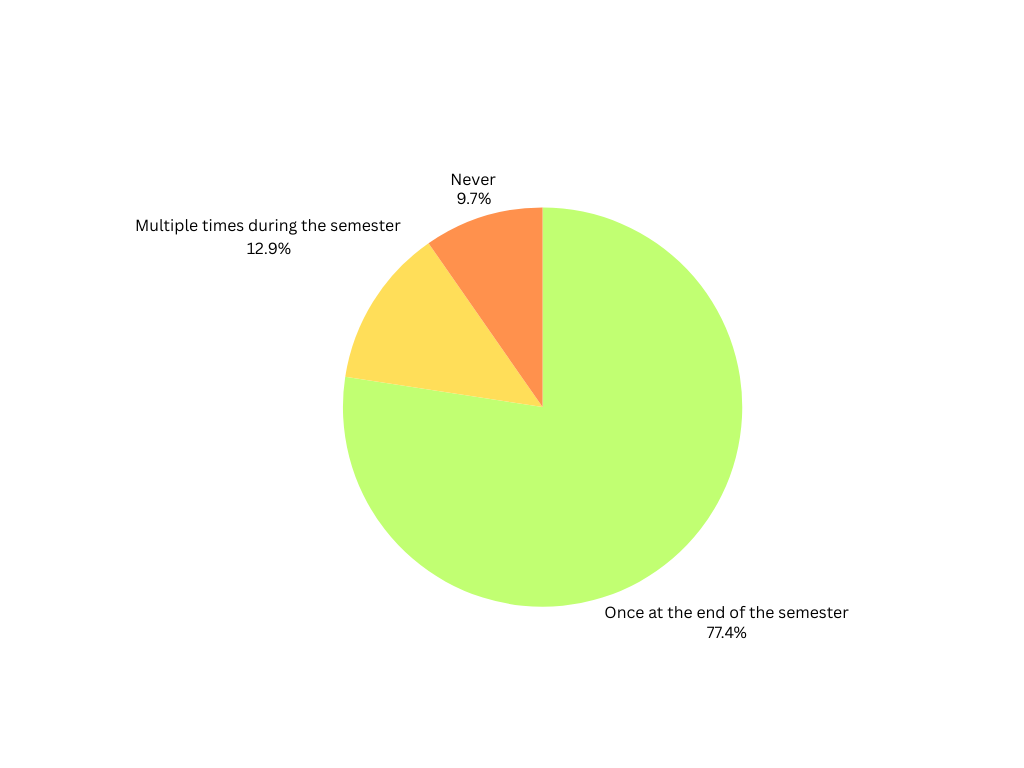 Never
9.7%
Multiple times during the semester
12.9%
Once at the end of the semester
77.4%